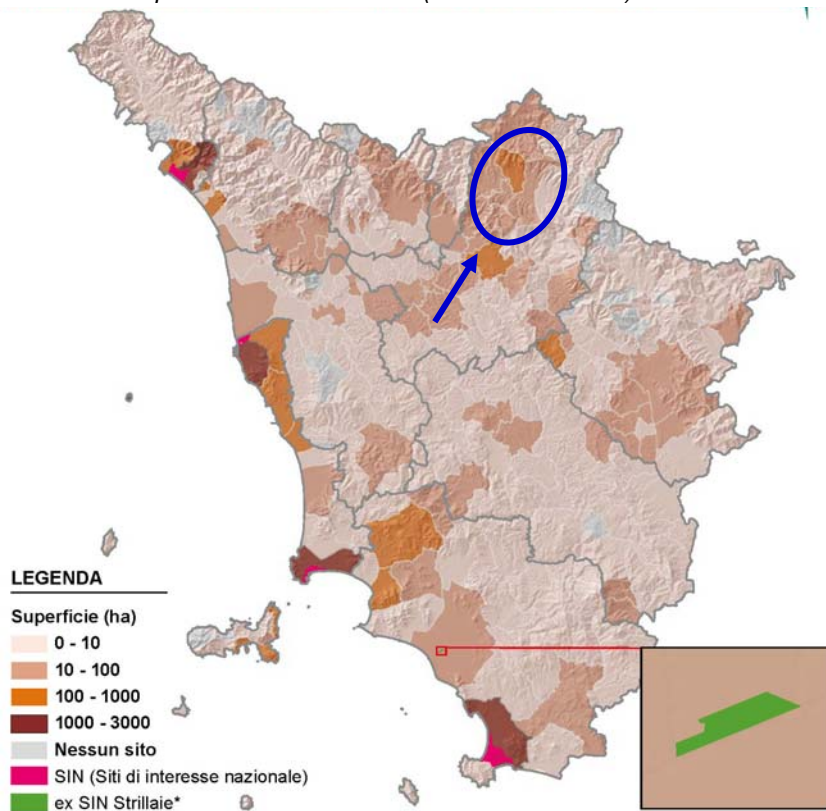 LEGENDA
Superficie (ha)
0 - 10
10 - 100
100 - 1000
1000 - 3000
Nessun sito
SIN (Siti di interesse nazionale)
ex SIN Strillaie*